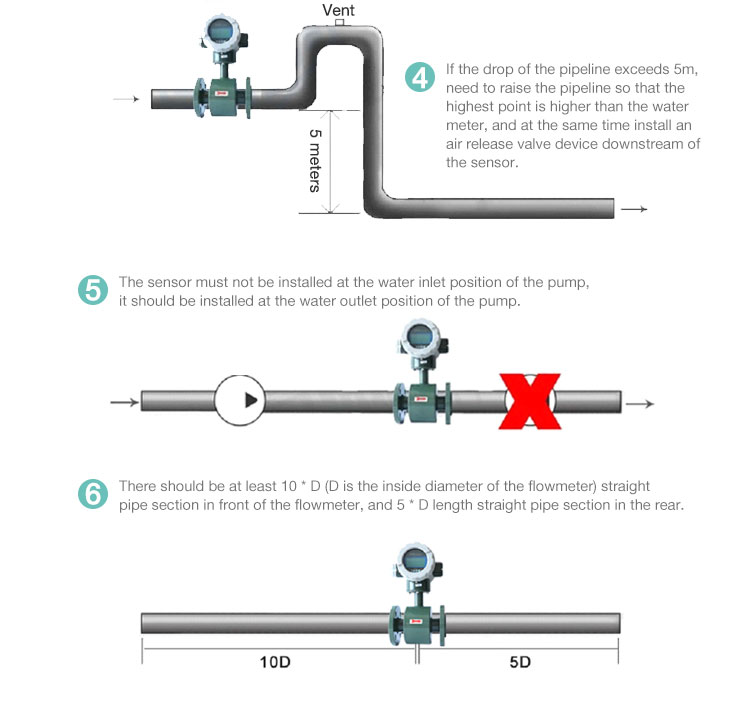 Vent
4
If the drop of the pipeline exceeds 5m,
need to raise the pipeline so that the
highest point is higher than the water
meter, and at the same time install an
air release valve device downstream of
the sensor.
5 meters
5
The sensor must not be installed at the water inlet position of the pump,
it should be installed at the water outlet position of the pump.
X
6
There should be at least 10 * D (D is the inside diameter of the flowmeter) straight
pipe section in front of the flowmeter, and 5 * D length straight pipe section in the rear.
10D
5D